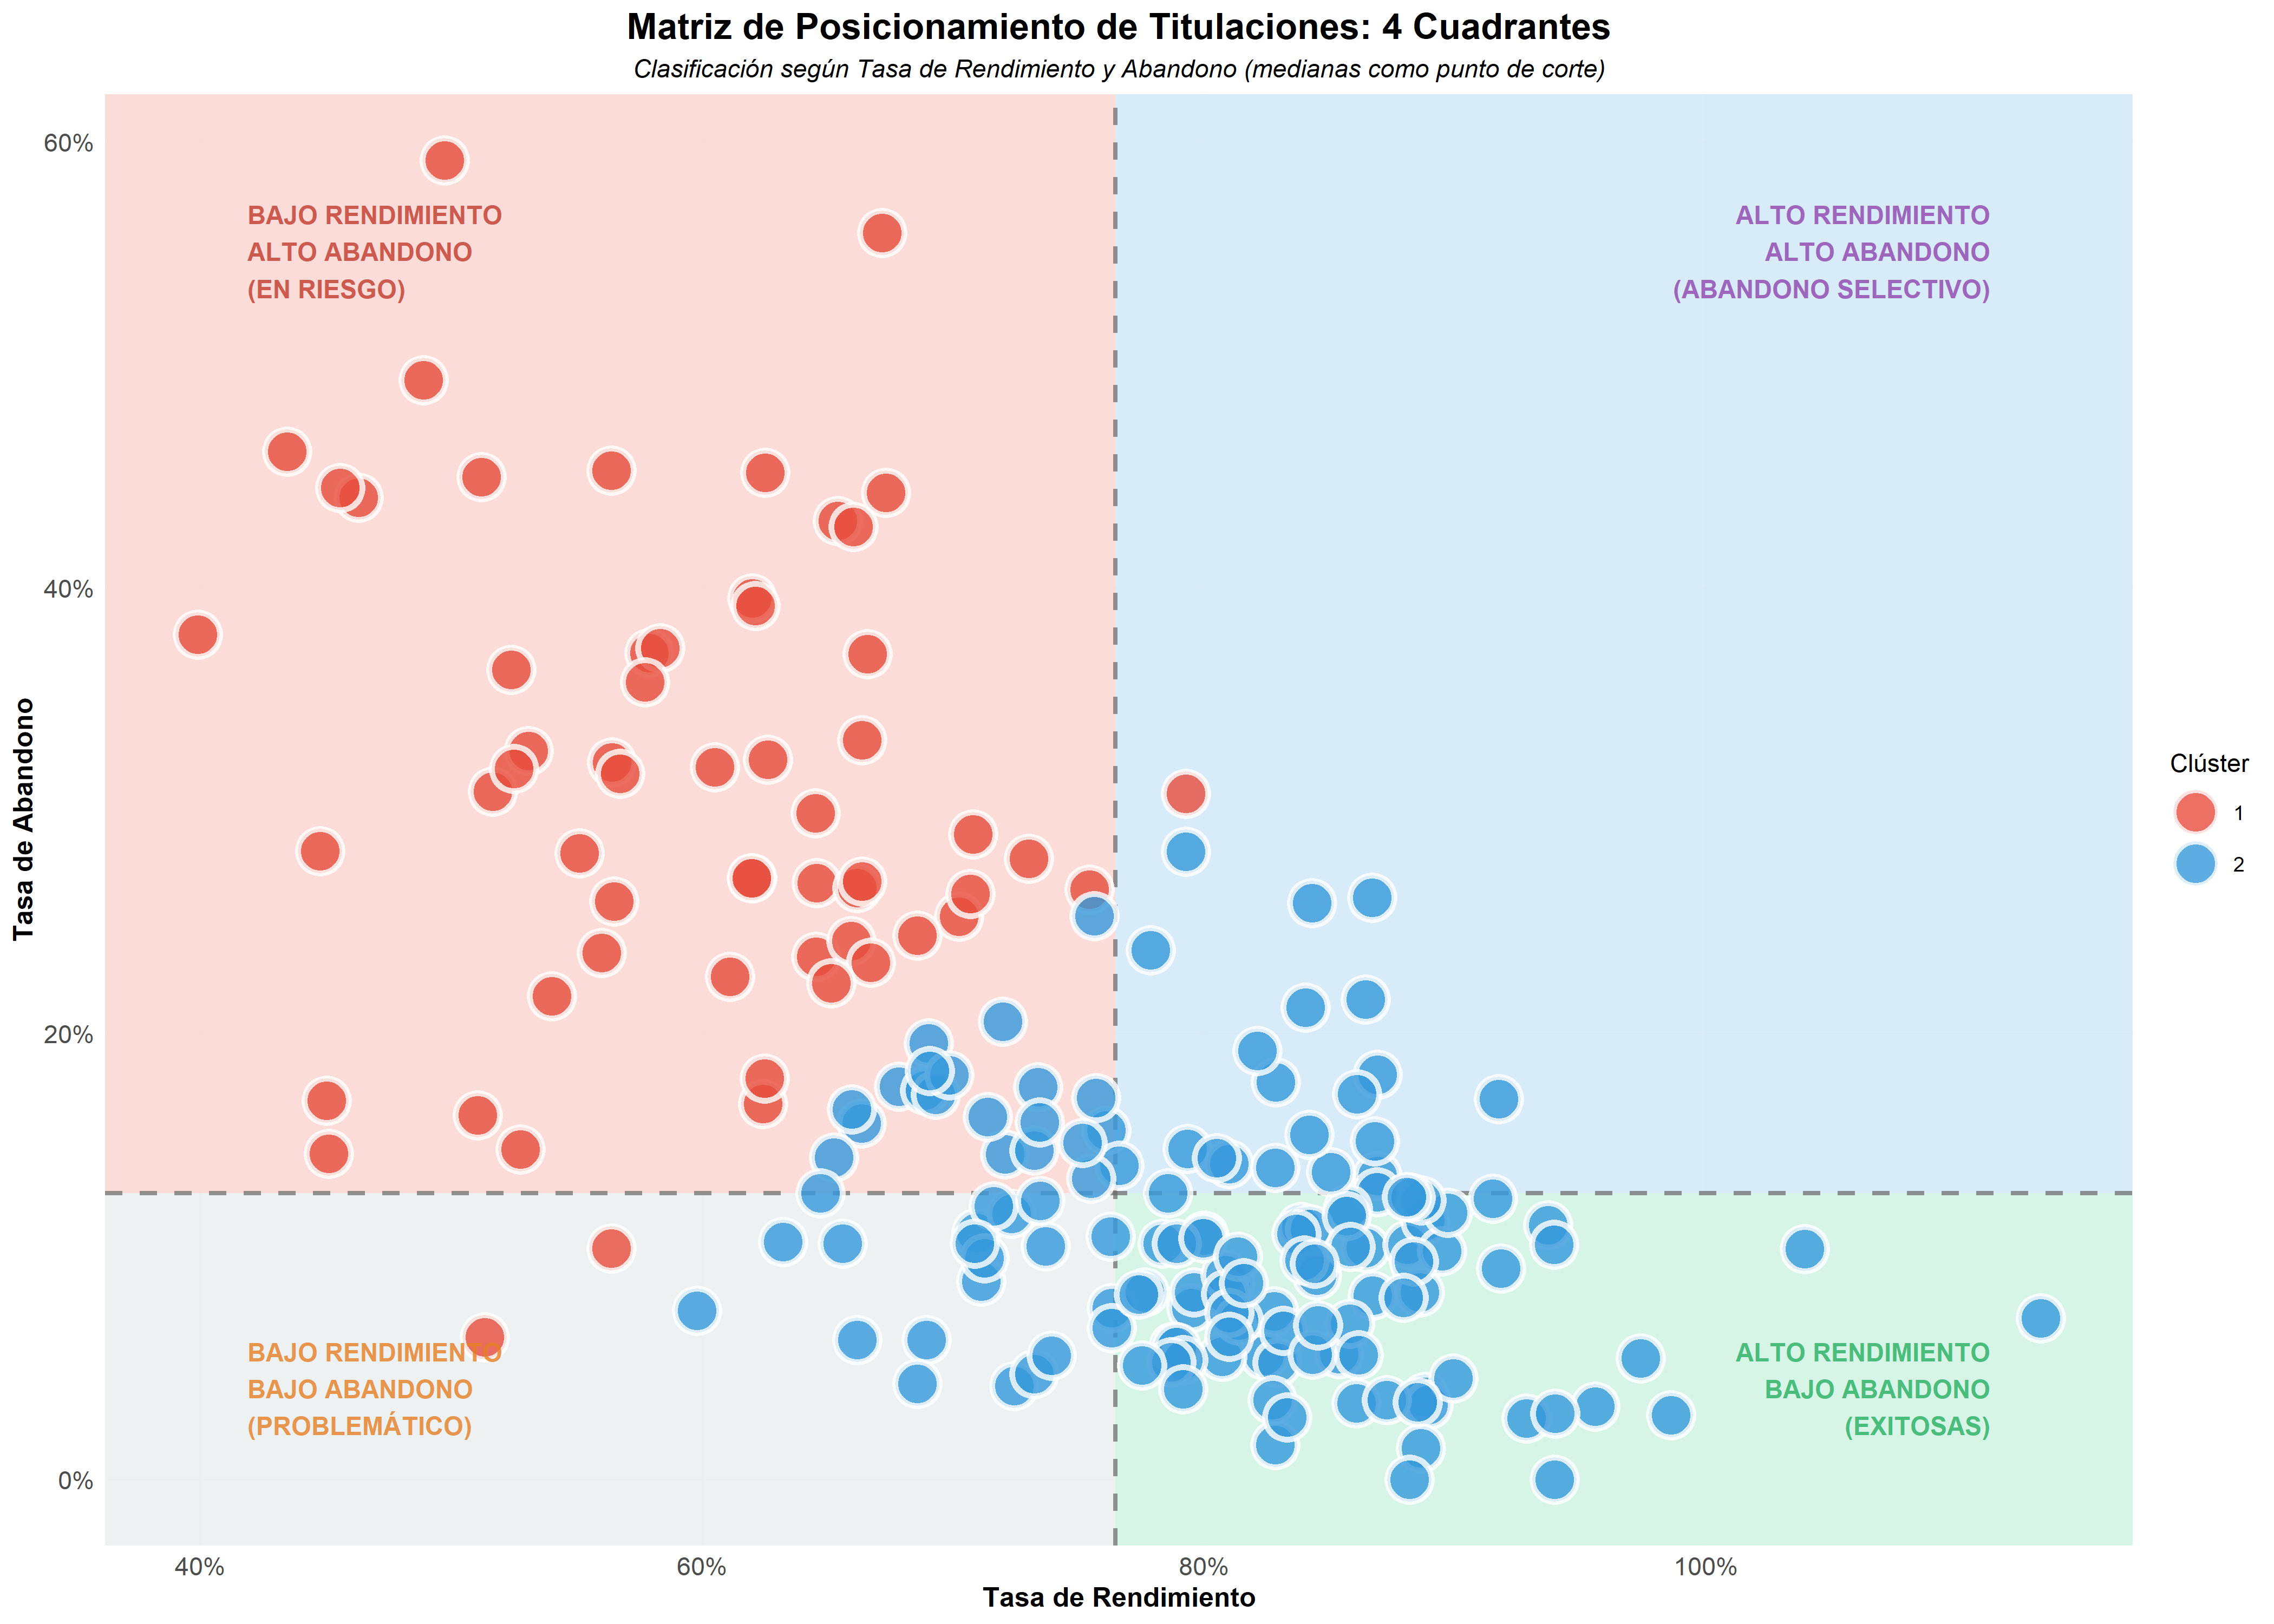 Matriz de Posicionamiento de Titulaciones: 4 Cuadrantes
Clasificación según Tasa de Rendimiento y Abandono (medianas como punto de corte)
60%
40%
20%
0%
Tasa de Abandono
BAJO RENDIMIENTO
ALTO ABANDONO
(EN RIESGO)
ALTO RENDIMIENTO
ALTO ABANDONO
(ABANDONO SELECTIVO)
BAJO RENDIMIENTO
BAJO ABANDONO
(PROBLEMÁTICO)
ALTO RENDIMIENTO
BAJO ABANDONO
(EXITOSAS)
Clúster
1
2
40%
60%
80%
100%
Tasa de Rendimiento